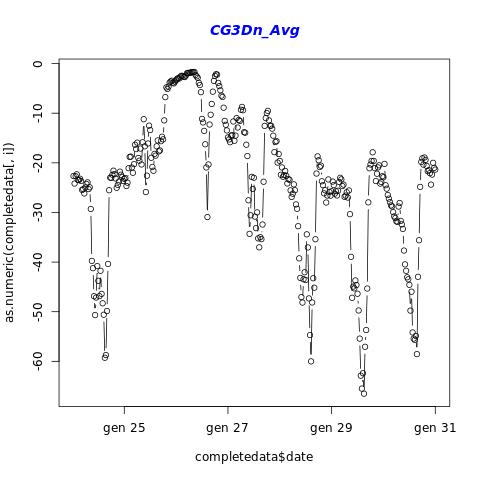 CG3Dn_Avg
as.numeric(completedata[, i])
0
-10
-20
-30
-40
-50
-60
gen 25
gen 27
gen 29
gen 31
completedata$date